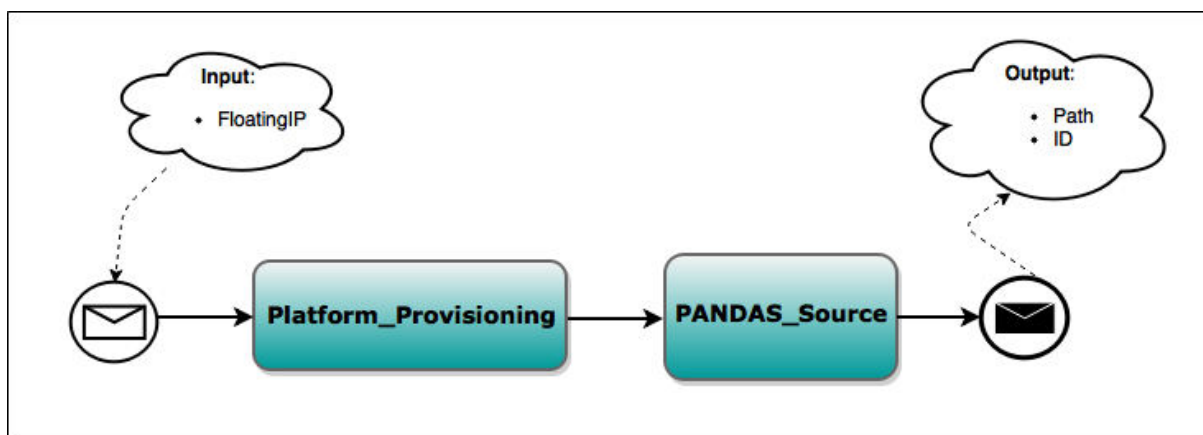 Input:
• FloatingIP
Output:
• Path
• ID
Platform_Provisioning
PANDAS_Source